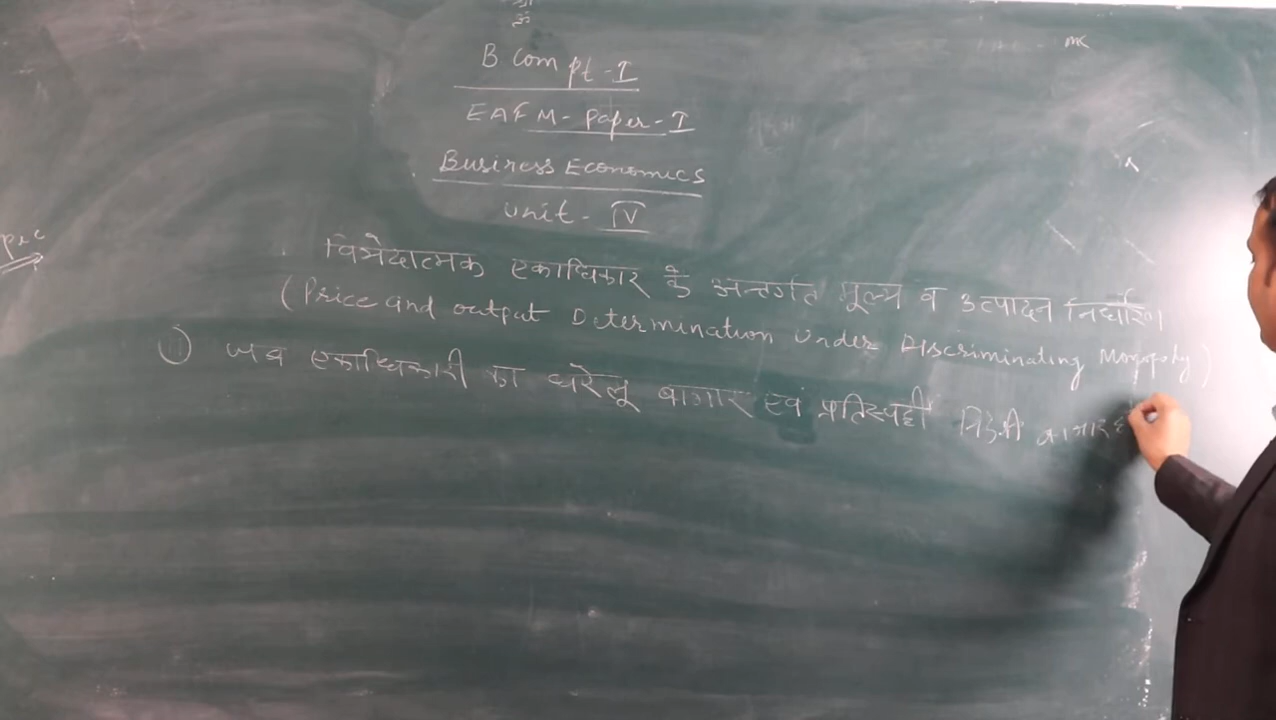 B Com pt-I
EAFM-Paper-I
Business Economics
Unit-IV
विभेदात्मक एकाधिकार के अन्तर्गत मूल्य व उत्पादन निर्धारण
(Price and output Determination Under Discriminating Monopoly)
(ii) जब एकाधिकारी का घरेलू बाजार एवं प्रतिस्पर्द्धी विदेशी बाजार ह